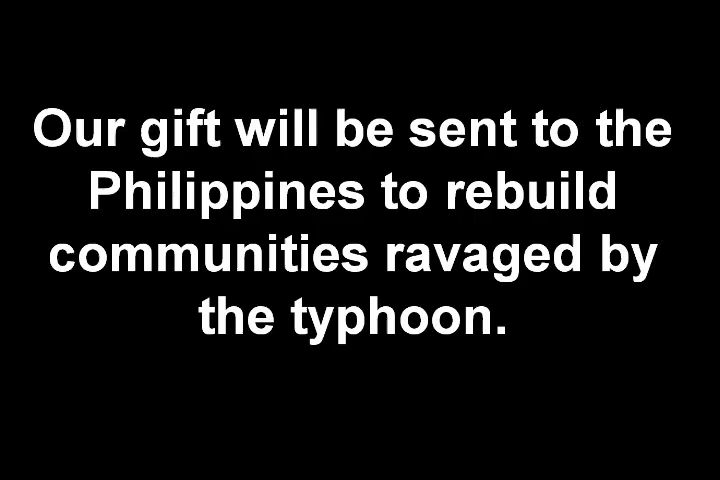 Our gift will be sent to the
Philippines to rebuild
communities ravaged by
the typhoon.